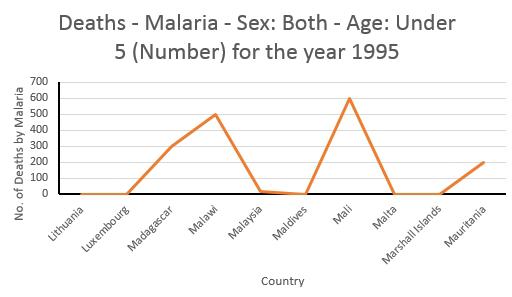 Deaths - Malaria - Sex: Both - Age: Under
5 (Number) for the year 1995
No. of Deaths by Malaria
700
600
500
400
300
200
100
0
Lithuania
Luxembourg
Madagascar
Malawi
Malaysia
Maldives
Mali
Malta
Marshall Islands
Mauritania
Country